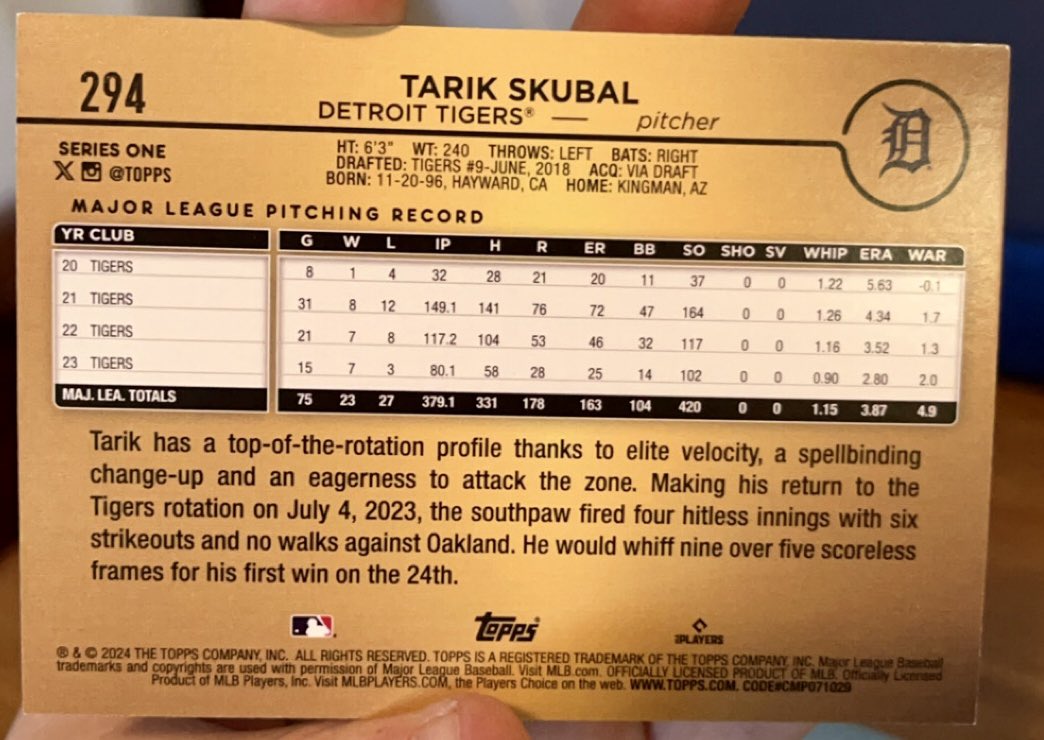 294
TARIK SKUBAL
DETROIT TIGERS® — pitcher
D
SERIES ONE
X @TOPPS
HT: 6'3" WT: 240 THROWS: LEFT BATS: RIGHT
DRAFTED: TIGERS #9-JUNE, 2018 ACQ: VIA DRAFT
BORN: 11-20-96, HAYWARD, CA HOME: KINGMAN, AZ
MAJOR LEAGUE PITCHING RECORD
YR CLUB G W L IP H R ER BB SO SHO SV WHIP ERA WAR
20 TIGERS 8 1 4 32 28 21 20 11 37 0 0 1.22 5.63 -0.1
21 TIGERS 31 8 12 149.1 141 76 72 47 164 0 0 1.26 4.34 1.7
22 TIGERS 21 7 8 117.2 104 53 46 32 117 0 0 1.16 3.52 1.3
23 TIGERS 15 7 3 80.1 58 28 25 14 102 0 0 0.90 2.80 2.0
MAJ. LEA. TOTALS 75 23 27 379.1 331 178 163 104 420 0 0 1.15 3.87 4.9
Tarik has a top-of-the-rotation profile thanks to elite velocity, a spellbinding
change-up and an eagerness to attack the zone. Making his return to the
Tigers rotation on July 4, 2023, the southpaw fired four hitless innings with six
strikeouts and no walks against Oakland. He would whiff nine over five scoreless
frames for his first win on the 24th.
Topps®
PLAYERS
® & © 2024 THE TOPPS COMPANY, INC. ALL RIGHTS RESERVED. TOPPS IS A REGISTERED TRADEMARK OF THE TOPPS COMPANY, INC. Major League Baseball
trademarks and copyrights are used with permission of Major League Baseball. Visit MLB.com. OFFICIALLY LICENSED PRODUCT OF MLB. Officially Licensed
Product of MLB Players, Inc. Visit MLBPLAYERS.COM, the Players Choice on the web. WWW.TOPPS.COM. CODE#CMP071029